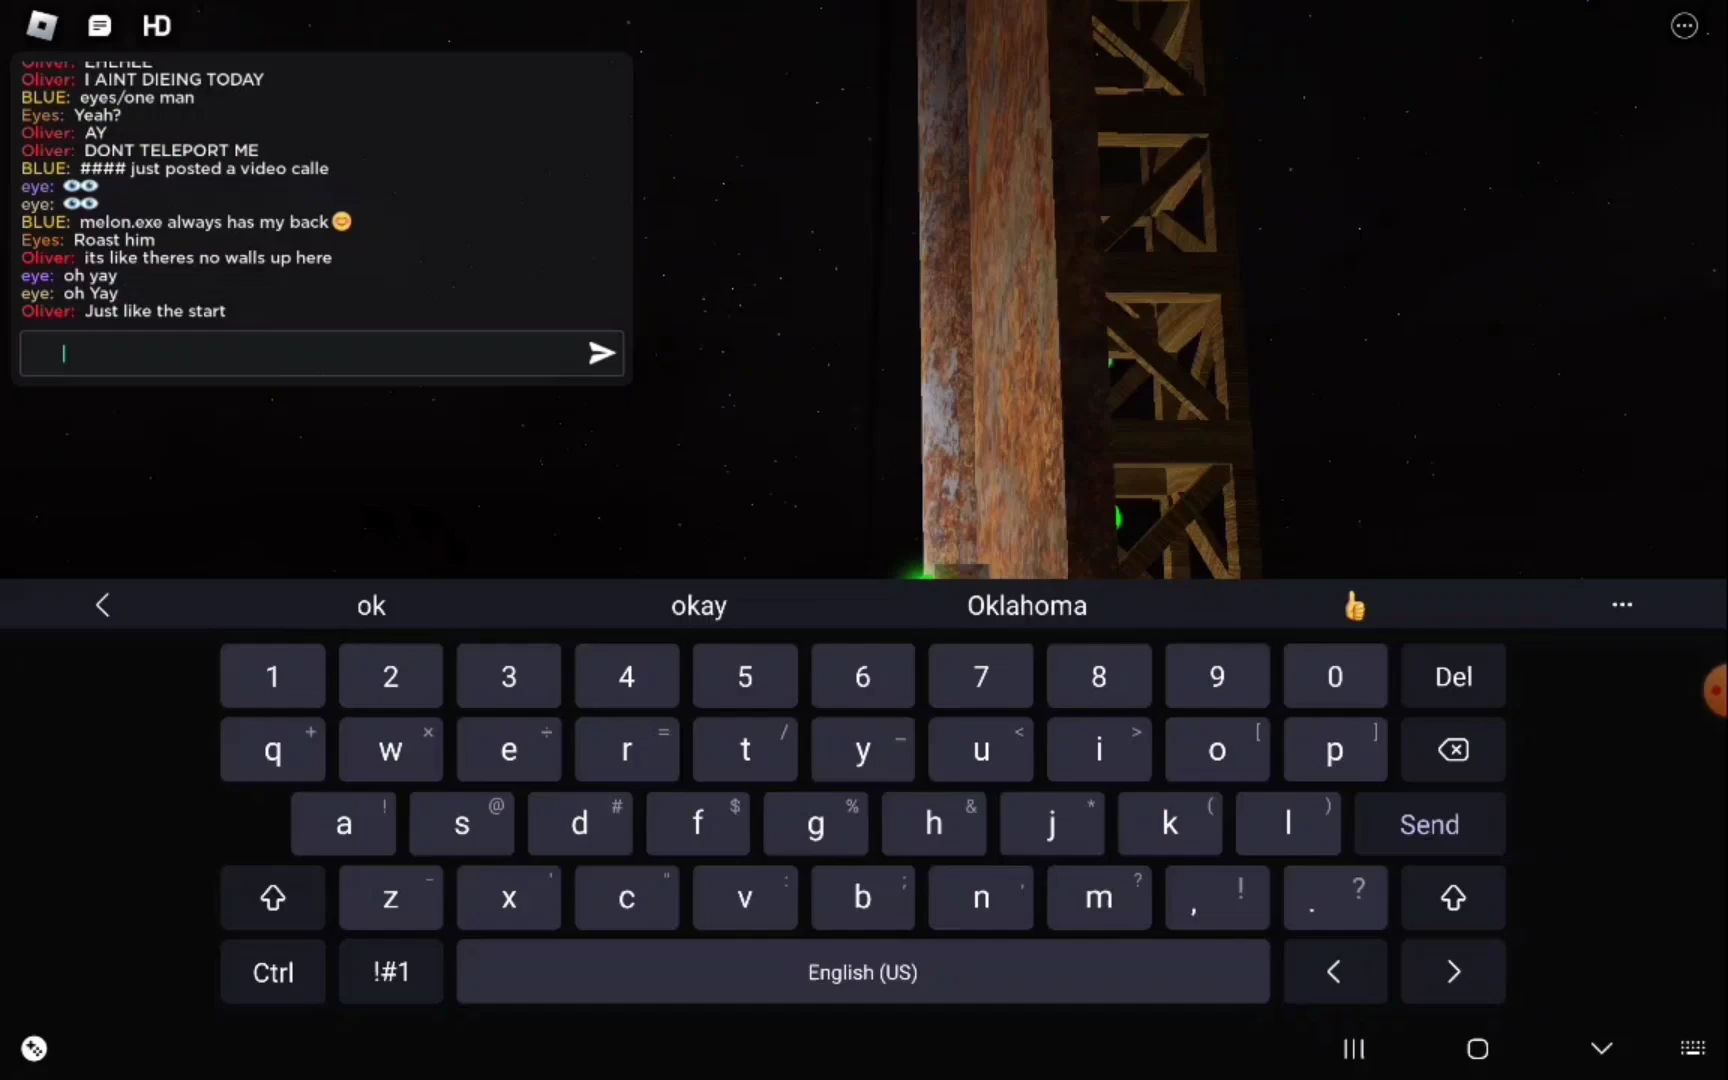 HD
Oliver: EHEHEE
Oliver: I AINT DIEING TODAY
BLUE: eyes/one man
Eyes: Yeah?
Oliver: AY
Oliver: DONT TELEPORT ME
BLUE: #### just posted a video calle
eye: 👁👁
eye: 👁👁
BLUE: melon.exe always has my back😊
Eyes: Roast him
Oliver: its like theres no walls up here
eye: oh yay
eye: oh Yay
Oliver: Just like the start
ok okay Oklahoma 👍 ...
1 2 3 4 5 6 7 8 9 0 Del
q + w × e ÷ r = t / y _ u < i > o [ p ]
a ! s @ d # f $ g % h & j * k ( l ) Send
z - x ' c " v : b ; n , m ? , ! . ?
Ctrl !#1 English (US) < >